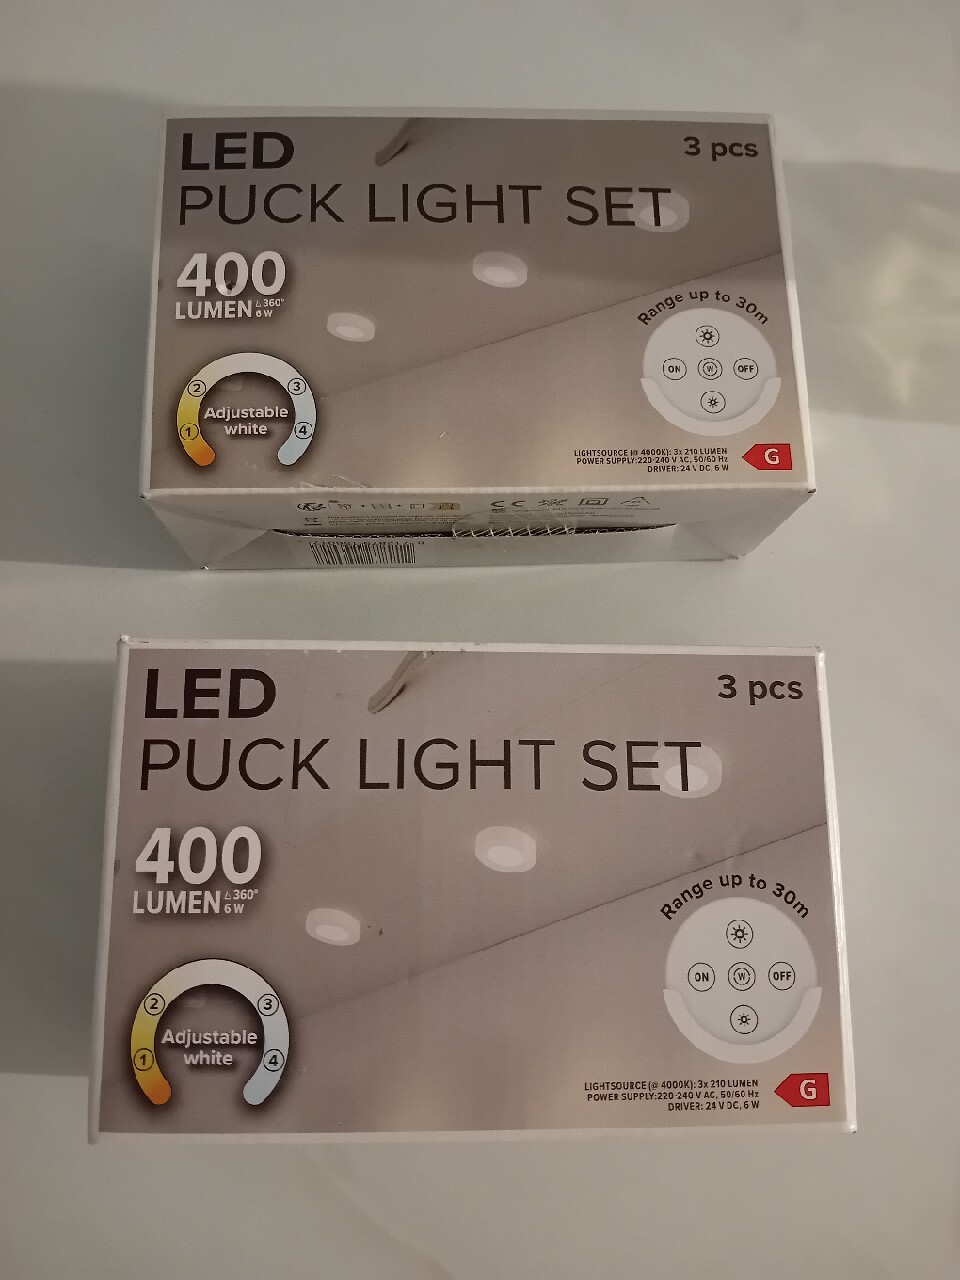 LED
3 pcs
PUCK LIGHT SET
400
LUMEN 360°
6 W
Range up to 30m
ON W OFF
2 3
Adjustable
1 white 4
LIGHTSOURCE (@ 4000K): 3x 210 LUMEN
POWER SUPPLY:220-240 V AC, 50/60 Hz
DRIVER: 24 V DC, 6 W
G
CE
LED
3 pcs
PUCK LIGHT SET
400
LUMEN 360°
6 W
Range up to 30m
ON W OFF
2 3
Adjustable
1 white 4
LIGHTSOURCE (@ 4000K): 3x 210 LUMEN
POWER SUPPLY:220-240 V AC, 50/60 Hz
DRIVER: 24 V DC, 6 W
G